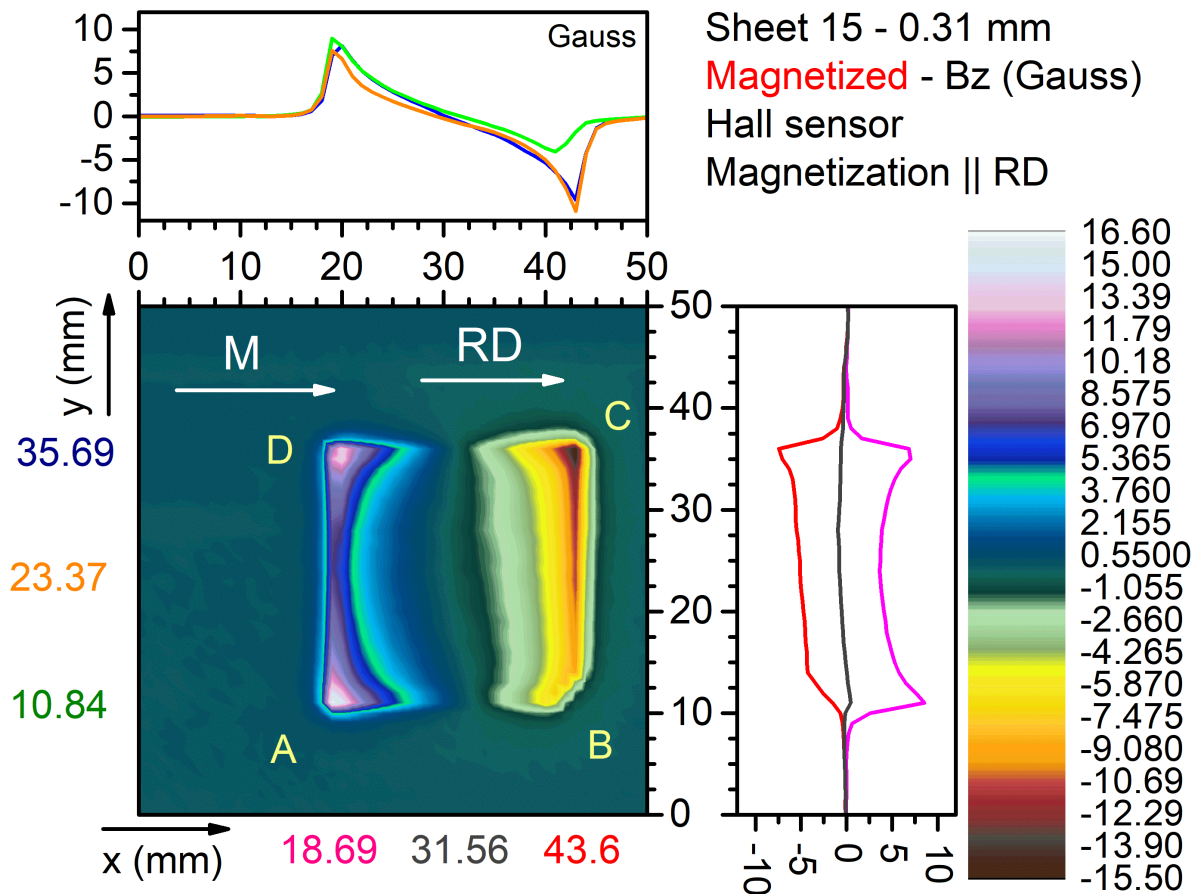 10
5
0
-5
-10
Gauss
0 10 20 30 40 50
Sheet 15 - 0.31 mm
Magnetized - Bz (Gauss)
Hall sensor
Magnetization || RD
y (mm)
35.69
23.37
10.84
M
RD
D
C
A
B
50
40
30
20
10
0
x (mm)
18.69 31.56 43.6
-10 -5 0 5 10
16.60
15.00
13.39
11.79
10.18
8.575
6.970
5.365
3.760
2.155
0.5500
-1.055
-2.660
-4.265
-5.870
-7.475
-9.080
-10.69
-12.29
-13.90
-15.50